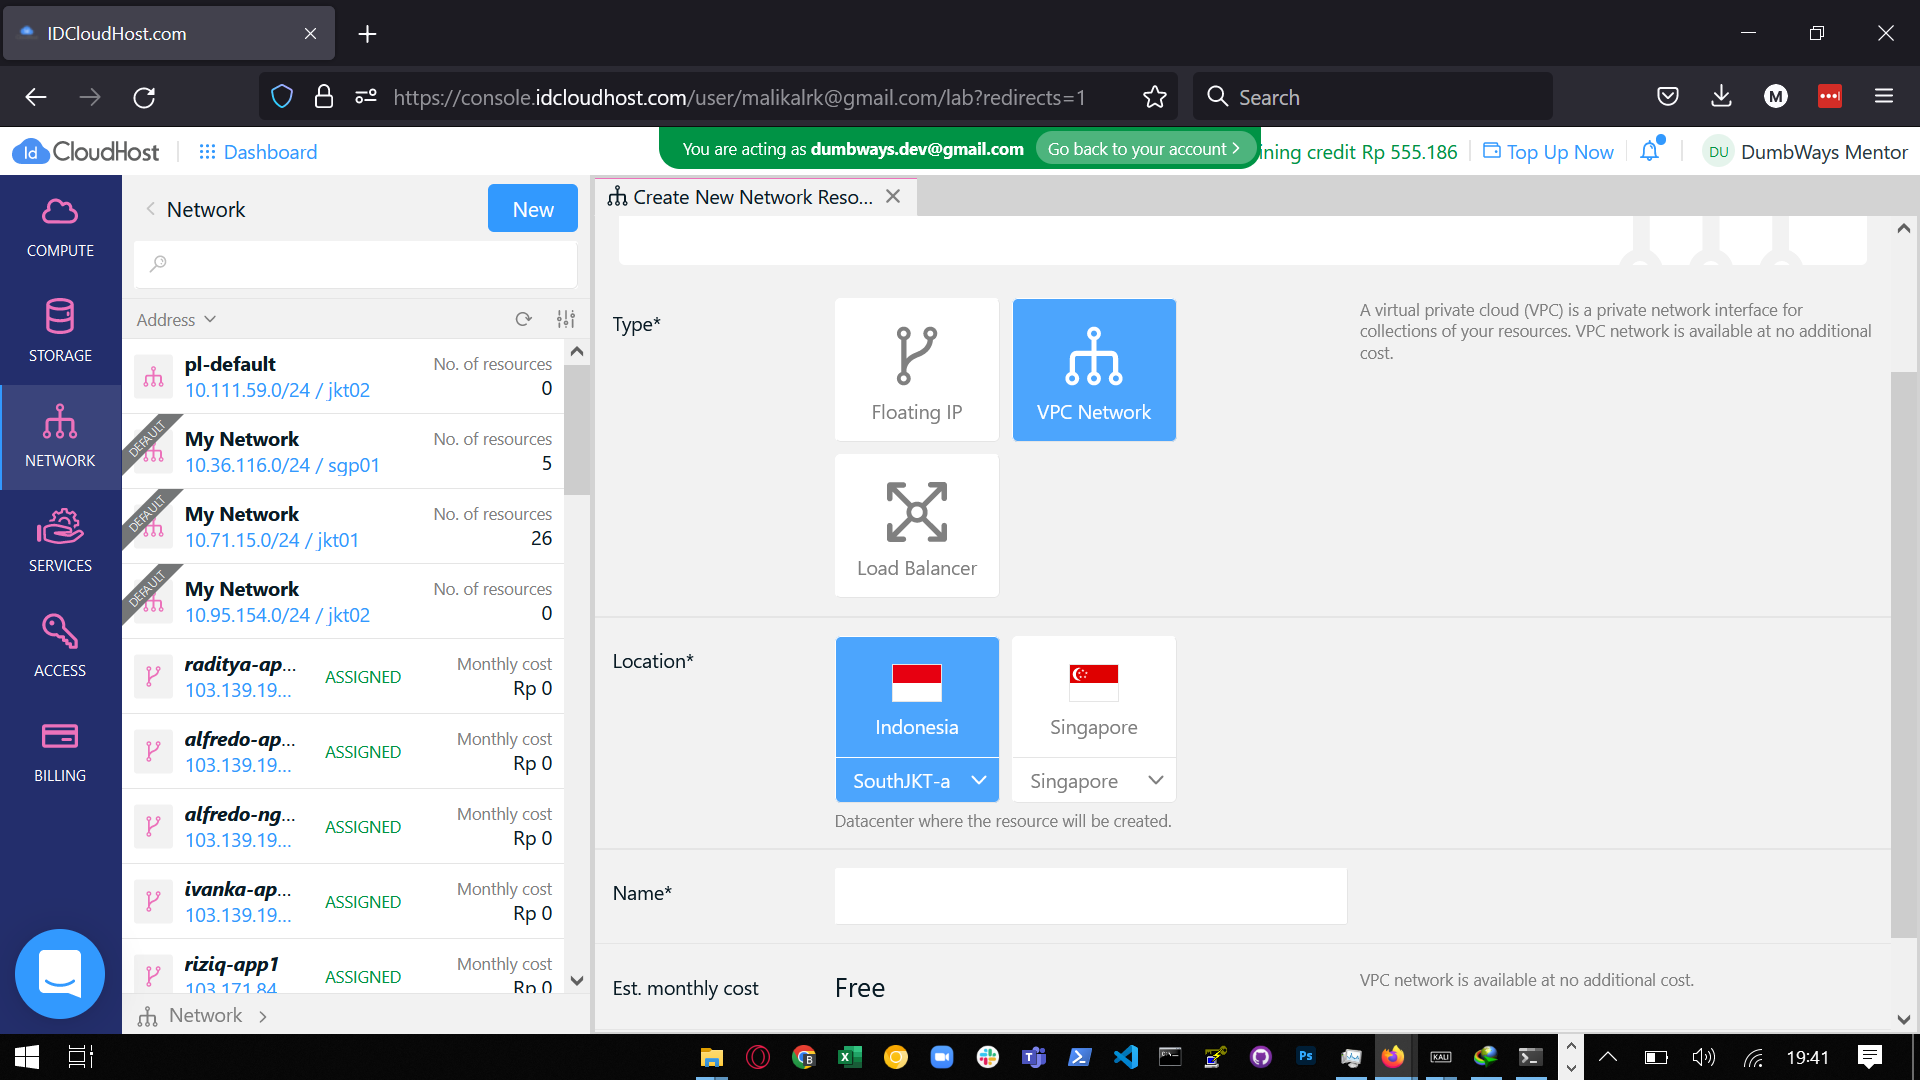 IDCloudHost.com
https://console.idcloudhost.com/user/malikalrk@gmail.com/lab?redirects=1
Search
M
Id CloudHost
Dashboard
You are acting as dumbways.dev@gmail.com
Go back to your account
ining credit Rp 555.186
Top Up Now
DU
DumbWays Mentor
COMPUTE
STORAGE
NETWORK
SERVICES
ACCESS
BILLING
Network
New
Address
pl-default
No. of resources
10.111.59.0/24 / jkt02
0
DEFAULT
My Network
No. of resources
10.36.116.0/24 / sgp01
5
DEFAULT
My Network
No. of resources
10.71.15.0/24 / jkt01
26
DEFAULT
My Network
No. of resources
10.95.154.0/24 / jkt02
0
raditya-ap...
ASSIGNED
Monthly cost
103.139.19...
Rp 0
alfredo-ap...
ASSIGNED
Monthly cost
103.139.19...
Rp 0
alfredo-ng...
ASSIGNED
Monthly cost
103.139.19...
Rp 0
ivanka-ap...
ASSIGNED
Monthly cost
103.139.19...
Rp 0
riziq-app1
ASSIGNED
Monthly cost
103.171.84
Rp 0
Network
Create New Network Reso...
Type*
Floating IP
VPC Network
Load Balancer
A virtual private cloud (VPC) is a private network interface for
collections of your resources. VPC network is available at no additional
cost.
Location*
Indonesia
SouthJKT-a
Singapore
Singapore
Datacenter where the resource will be created.
Name*
Est. monthly cost
Free
VPC network is available at no additional cost.
Ps
KALI
19:41